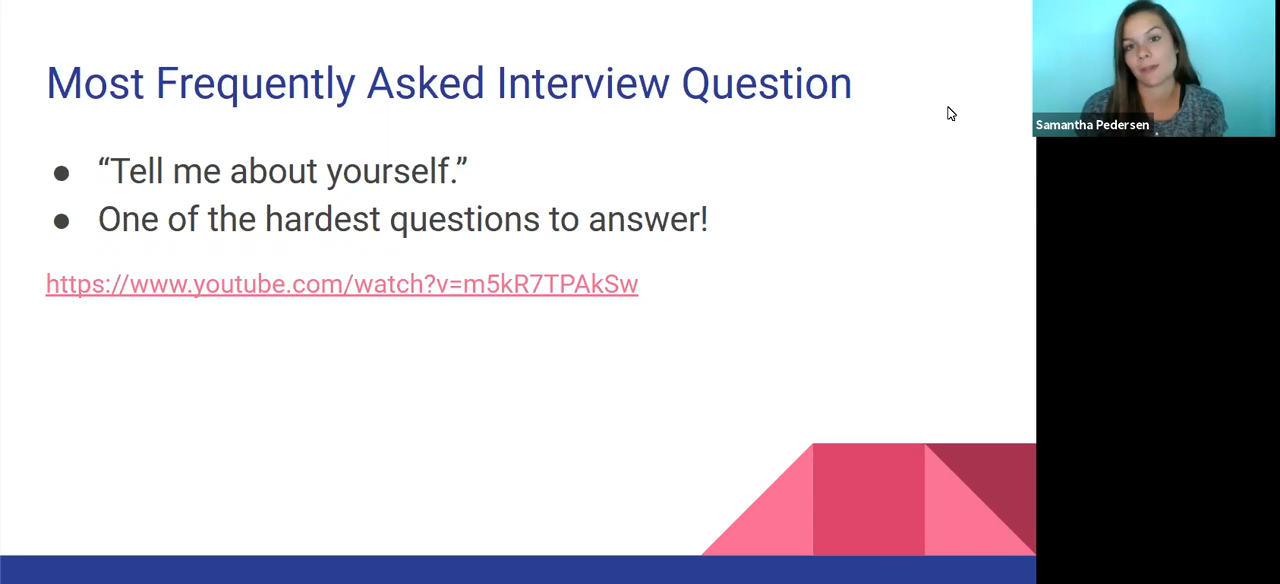 Most Frequently Asked Interview Question
● “Tell me about yourself.”
● One of the hardest questions to answer!
https://www.youtube.com/watch?v=m5kR7TPAkSw
Samantha Pedersen